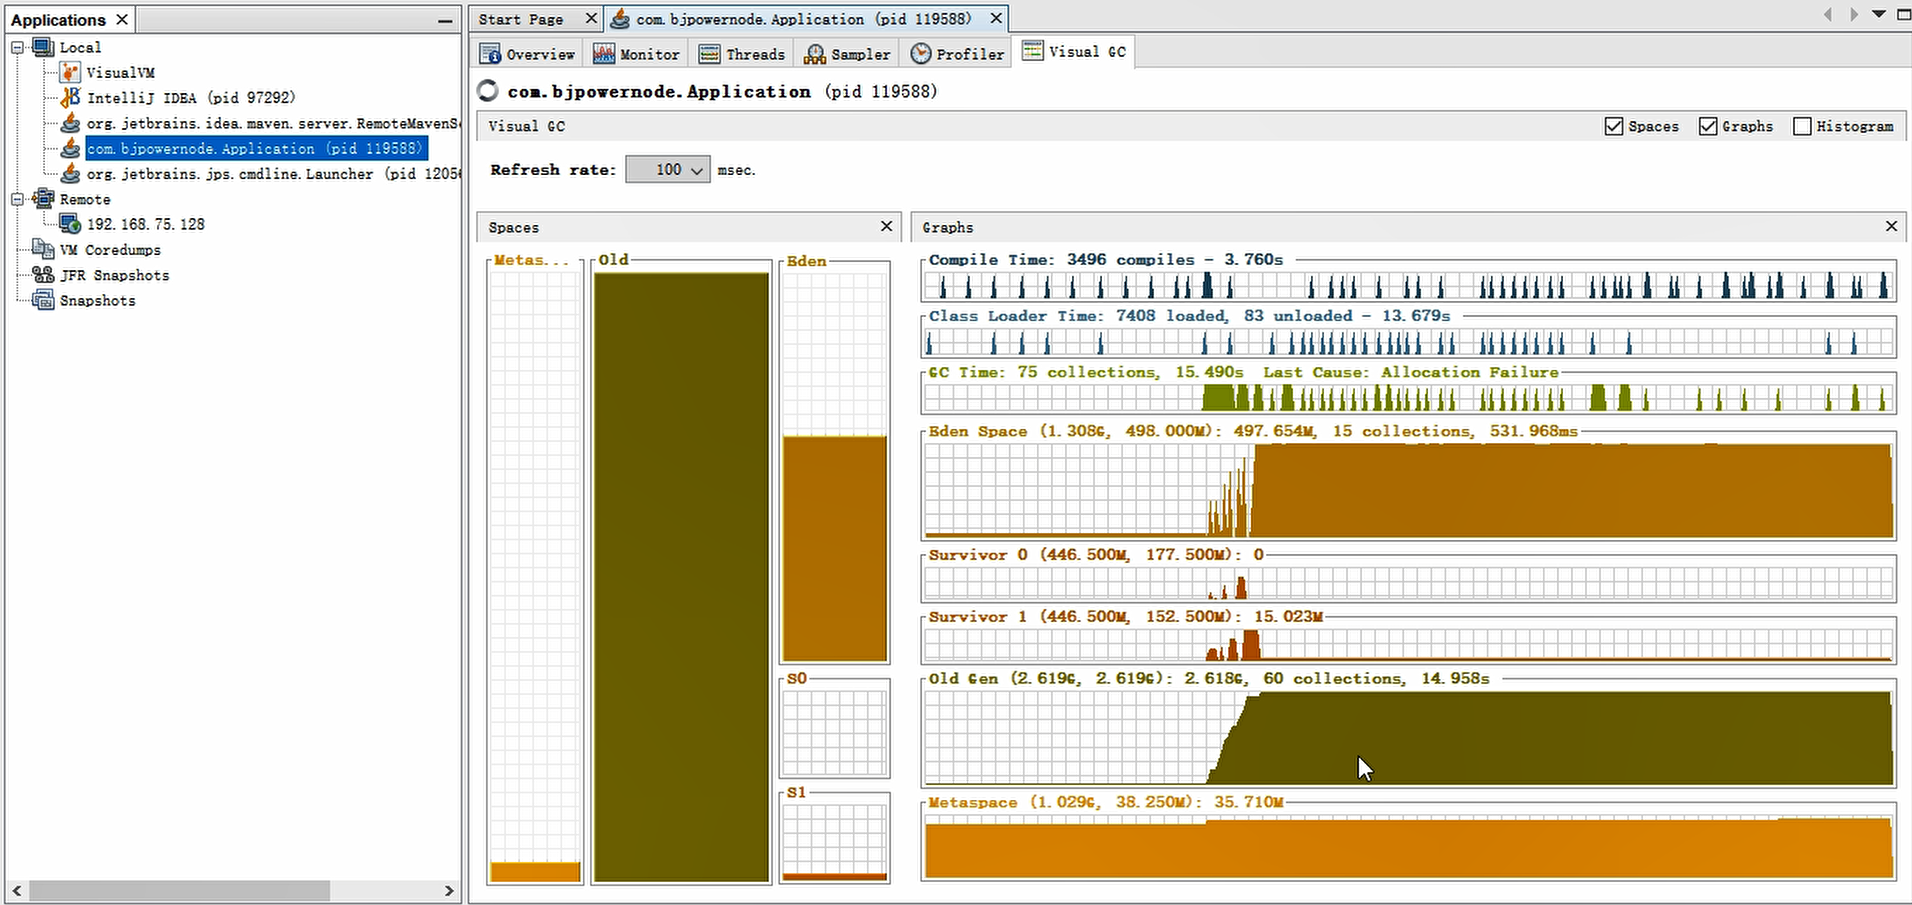 Applications
Local
VisualVM
IntelliJ IDEA (pid 97292)
org.jetbrains.idea.maven.server.RemoteMavenS
com.bjpowernode.Application (pid 119588)
org.jetbrains.jps.cmdline.Launcher (pid 1205
Remote
192.168.75.128
VM Coredumps
JFR Snapshots
Snapshots
Start Page
com.bjpowernode.Application (pid 119588)
Overview
Monitor
Threads
Sampler
Profiler
Visual GC
com.bjpowernode.Application (pid 119588)
Visual GC
Spaces
Graphs
Histogram
Refresh rate: 100 msec.
Spaces
Metas...
Old
Eden
S0
S1
Graphs
Compile Time: 3496 compiles - 3.760s
Class Loader Time: 7408 loaded, 83 unloaded - 13.679s
GC Time: 75 collections, 15.490s Last Cause: Allocation Failure
Eden Space (1.308G, 498.000M): 497.654M, 15 collections, 531.968ms
Survivor 0 (446.500M, 177.500M): 0
Survivor 1 (446.500M, 152.500M): 15.023M
Old Gen (2.619G, 2.619G): 2.618G, 60 collections, 14.958s
Metaspace (1.029G, 38.250M): 35.710M